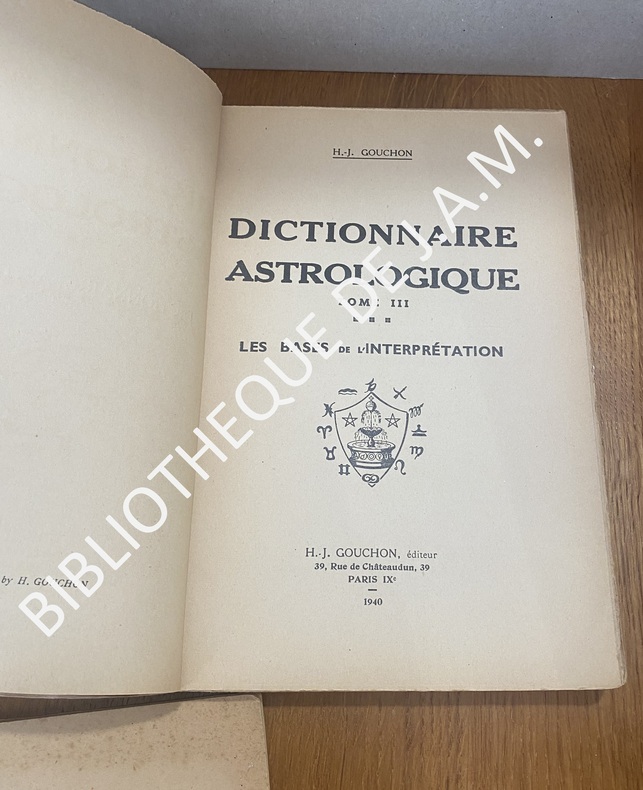 H.-J. GOUCHON
DICTIONNAIRE
ASTROLOGIQUE
TOME III
LES BASES DE L'INTERPRÉTATION
H.-J. GOUCHON, éditeur
39, Rue de Châteaudun, 39
PARIS IXe
1940
by H. GOUCHON
BIBLIOTHEQUE DE J.A.M.